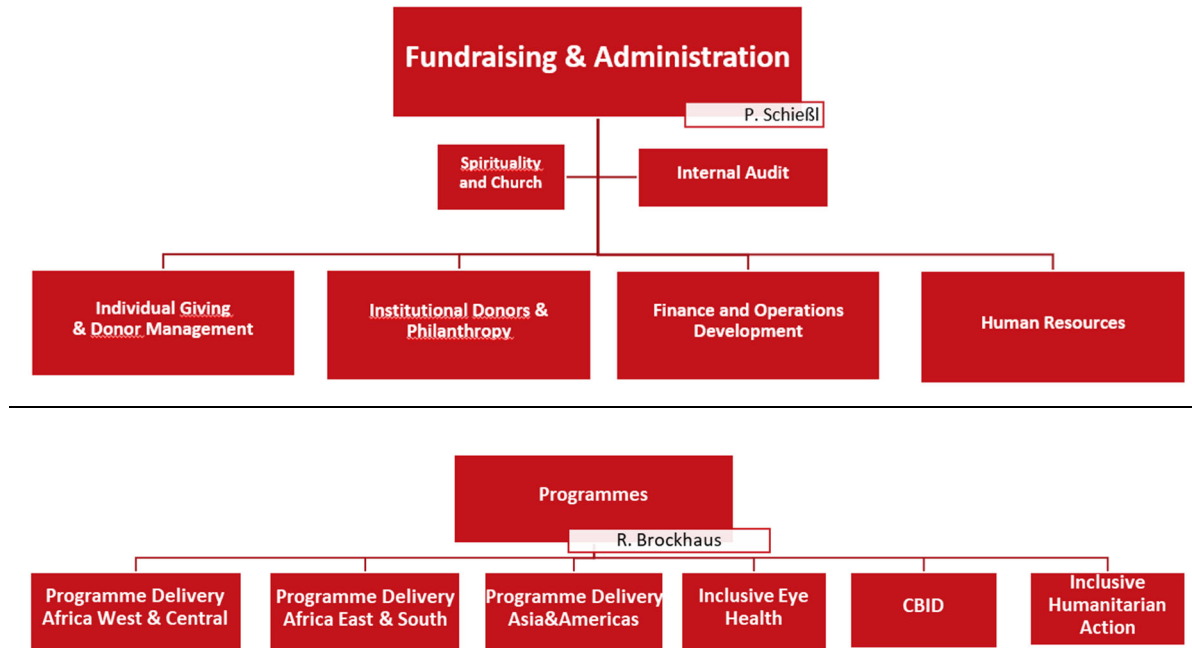 Fundraising & Administration
P. Schießl
Spirituality
and Church
Internal Audit
Individual Giving
& Donor Management
Institutional Donors &
Philanthropy
Finance and Operations
Development
Human Resources
Programmes
R. Brockhaus
Programme Delivery
Africa West & Central
Programme Delivery
Africa East & South
Programme Delivery
Asia&Americas
Inclusive Eye
Health
CBID
Inclusive
Humanitarian
Action